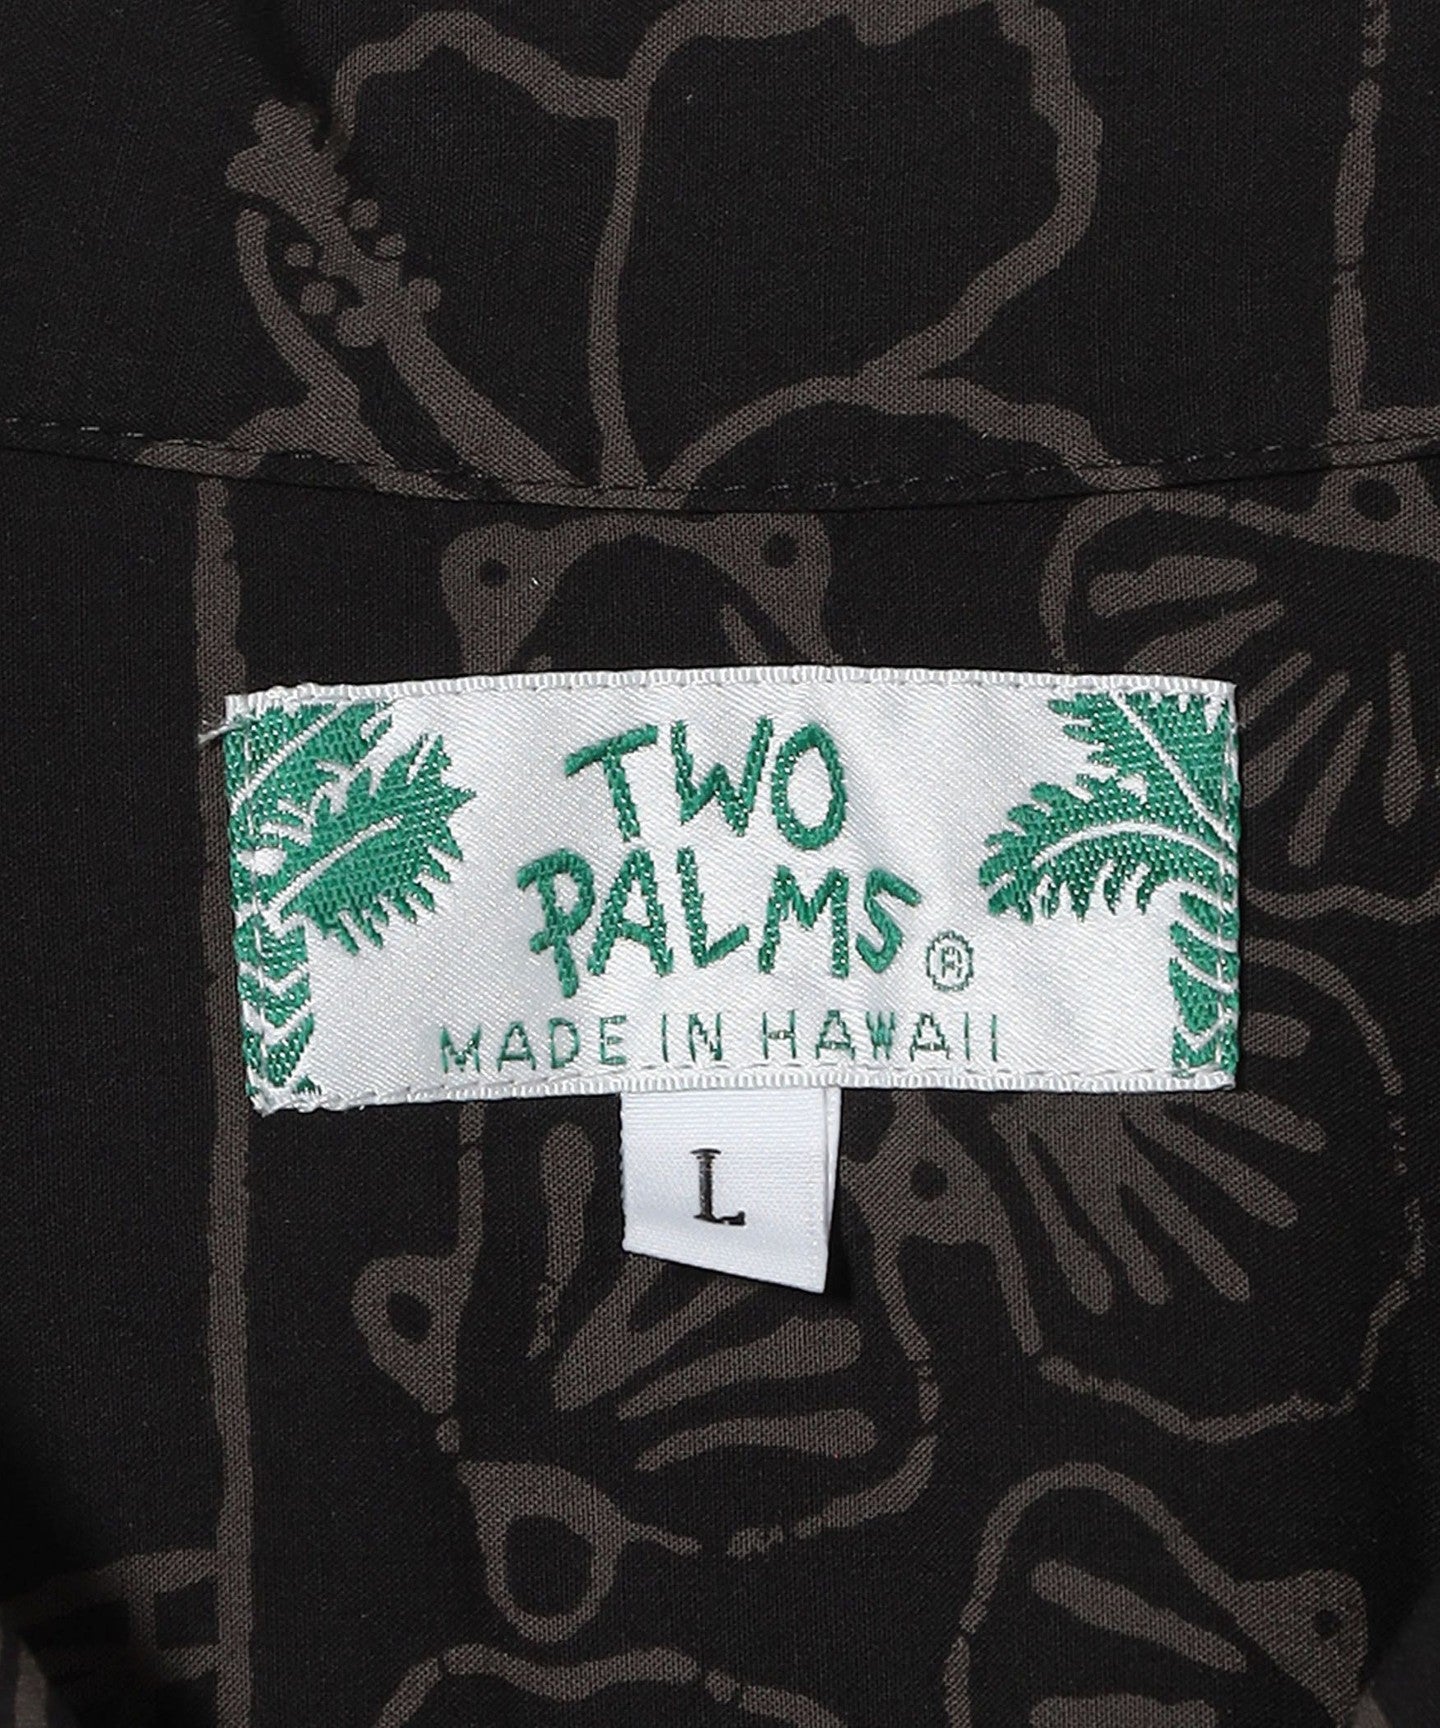 TWO
PALMS ®
MADE IN HAWAII
L